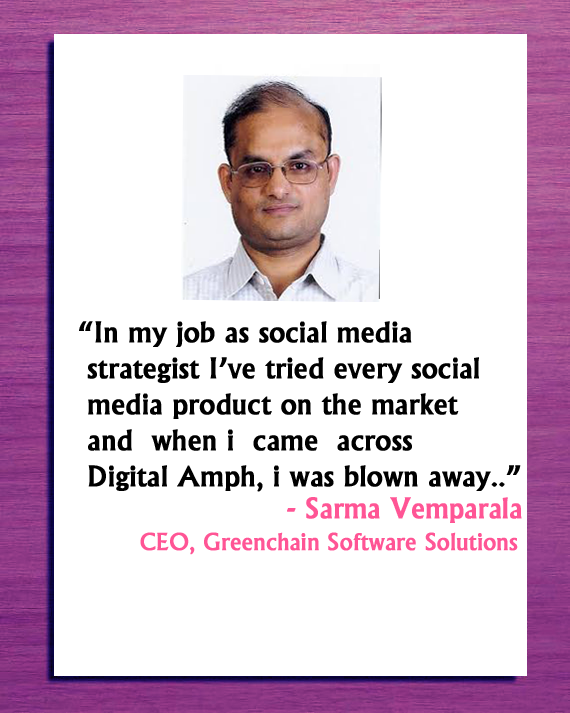 “In my job as social media
strategist I’ve tried every social
media product on the market
and when i came across
Digital Amph, i was blown away..”
- Sarma Vemparala
CEO, Greenchain Software Solutions